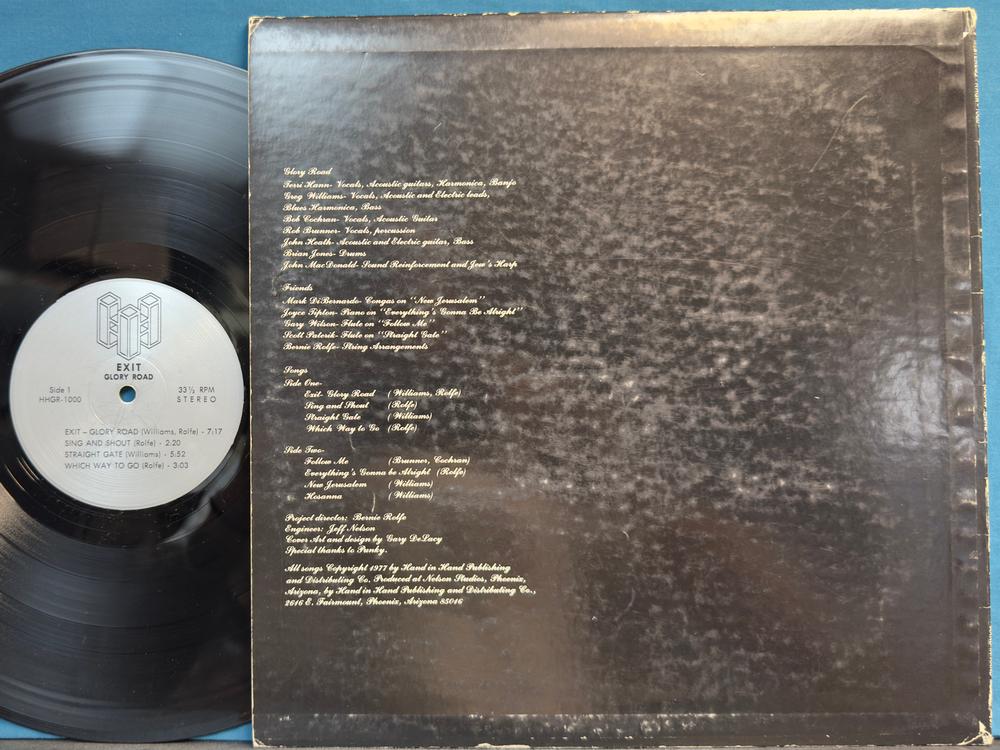 EXIT
GLORY ROAD
Side 1
HHGR-1000
33⅓ RPM
STEREO
EXIT – GLORY ROAD (Williams, Rolfe) - 7:17
SING AND SHOUT (Rolfe) - 2:20
STRAIGHT GATE (Williams) - 5:52
WHICH WAY TO GO (Rolfe) - 3:03
Glory Road
Terri Hann- Vocals, Acoustic guitars, Harmonica, Banjo
Greg Williams- Vocals, Acoustic and Electric leads,
Blues Harmonica, Bass
Bob Cochran- Vocals, Acoustic Guitar
Rob Brunner- Vocals, percussion
John Heath- Acoustic and Electric guitar, Bass
Brian Jones- Drums
John MacDonald- Sound Reinforcement and Jew's Harp
Friends
Mark DiBernardo- Congas on "New Jerusalem"
Joyce Tipton- Piano on "Everything's Gonna Be Alright"
Gary Wilson- Flute on "Follow Me"
Scott Paterik- Flute on "Straight Gate"
Bernie Rolfe- String Arrangements
Songs
Side One-
Exit- Glory Road (Williams, Rolfe)
Sing and Shout (Rolfe)
Straight Gate (Williams)
Which Way to Go (Rolfe)
Side Two-
Follow Me (Brunner, Cochran)
Everything's Gonna be Alright (Rolfe)
New Jerusalem (Williams)
Hosanna (Williams)
Project director: Bernie Rolfe
Engineer: Jeff Nelson
Cover Art and design by Gary DeLacy
Special thanks to Punky.
All songs Copyright 1977 by Hand in Hand Publishing
and Distributing Co. Produced at Nelson Studios, Phoenix,
Arizona, by Hand in Hand Publishing and Distributing Co.,
2616 E. Fairmount, Phoenix, Arizona 85016